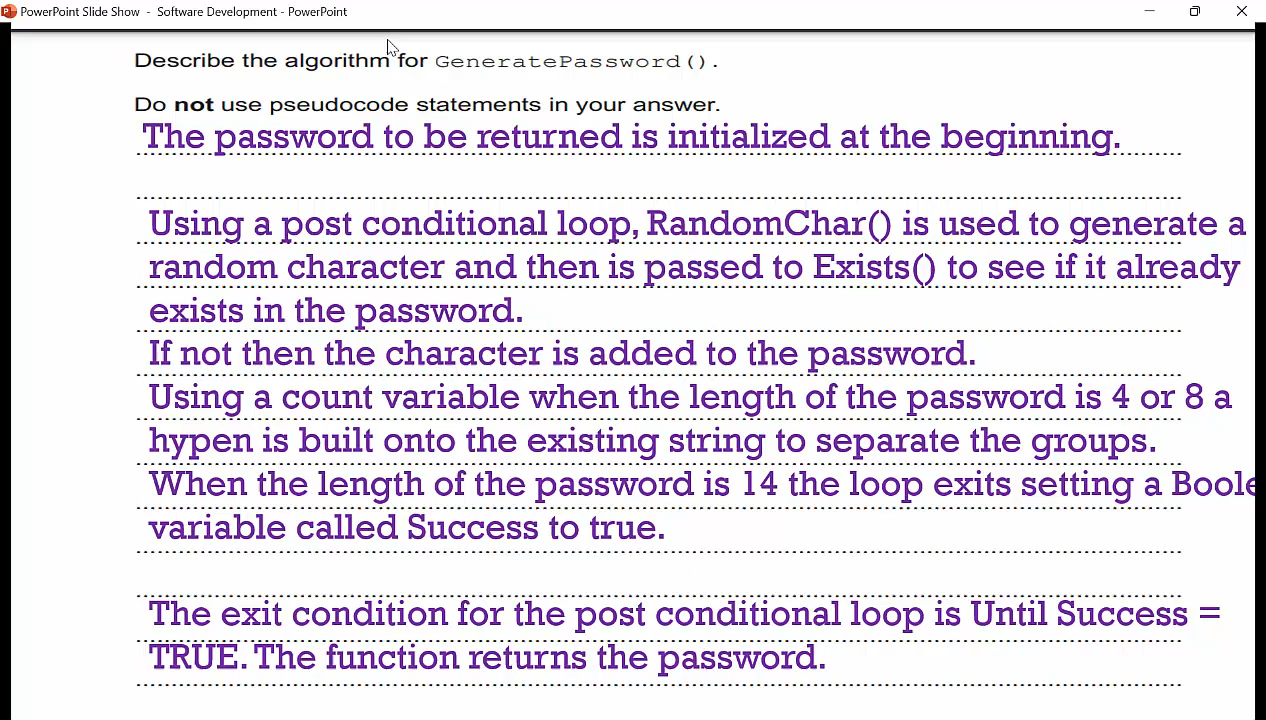 PowerPoint Slide Show - Software Development - PowerPoint
Describe the algorithm for GeneratePassword().
Do not use pseudocode statements in your answer.
The password to be returned is initialized at the beginning.
Using a post conditional loop, RandomChar() is used to generate a
random character and then is passed to Exists() to see if it already
exists in the password.
If not then the character is added to the password.
Using a count variable when the length of the password is 4 or 8 a
hypen is built onto the existing string to separate the groups.
When the length of the password is 14 the loop exits setting a Boole
variable called Success to true.
The exit condition for the post conditional loop is Until Success =
TRUE. The function returns the password.